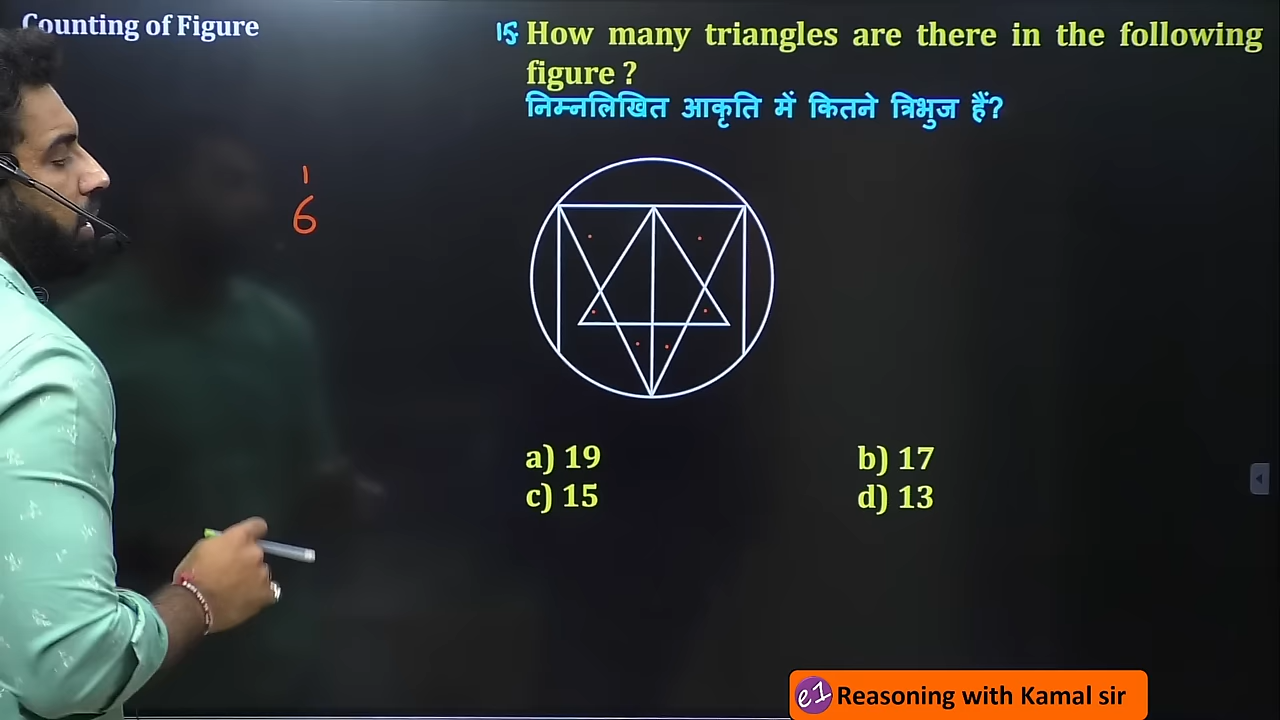 Counting of Figure
15 How many triangles are there in the following
figure ?
निम्नलिखित आकृति में कितने त्रिभुज हैं?
1
6
a) 19
b) 17
c) 15
d) 13
e1 Reasoning with Kamal sir